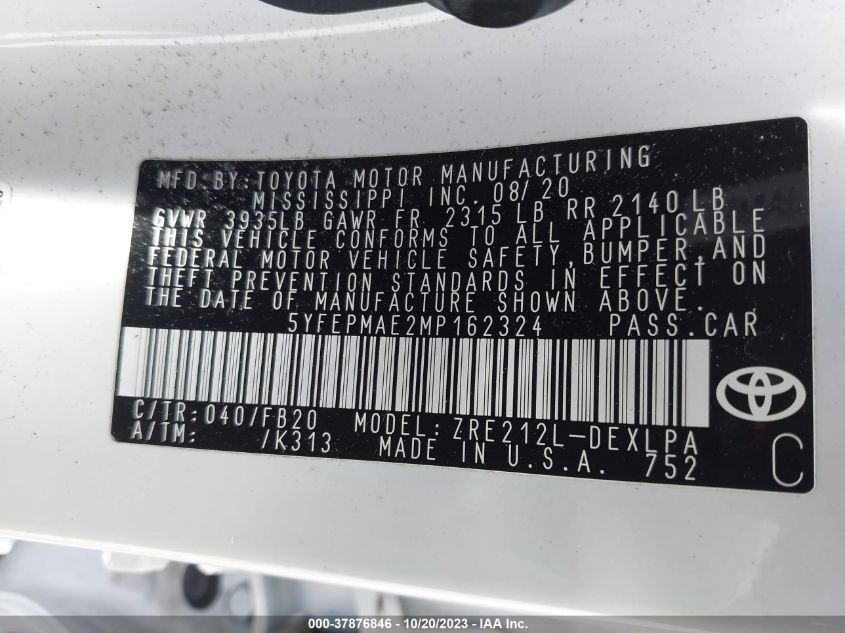 MFD BY: TOYOTA MOTOR MANUFACTURING
MISSISSIPPI INC. 08/20
GVWR 3935LB GAWR FR 2315 LB RR 2140 LB
THIS VEHICLE CONFORMS TO ALL APPLICABLE
FEDERAL MOTOR VEHICLE SAFETY, BUMPER, AND
THEFT PREVENTION STANDARDS IN EFFECT ON
THE DATE OF MANUFACTURE SHOWN ABOVE.
5YFEPMAE2MP162324 PASS.CAR
C/TR: 040/FB20 MODEL: ZRE212L-DEXLPA
A/TM: /K313 MADE IN U.S.A. 752
C
000-37876846 | 10/20/2023 | IAA Inc.